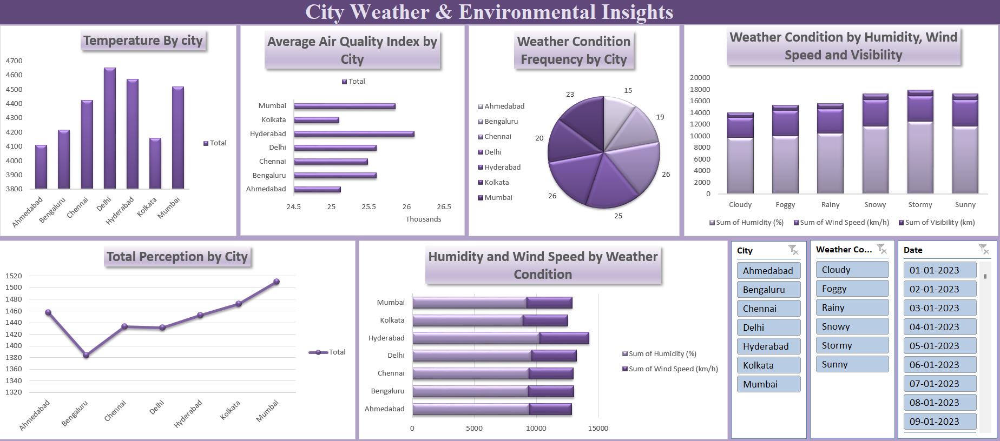 City Weather & Environmental Insights
Temperature By city
4700
4600
4500
4400
4300
4200
4100
4000
3900
3800
Ahmedabad
Bengaluru
Chennai
Delhi
Hyderabad
Kolkata
Mumbai
Total
Average Air Quality Index by
City
Total
Mumbai
Kolkata
Hyderabad
Delhi
Chennai
Bengaluru
Ahmedabad
24.5 25 25.5 26 26.5
Thousands
Weather Condition
Frequency by City
Ahmedabad
Bengaluru
Chennai
Delhi
Hyderabad
Kolkata
Mumbai
15
19
26
25
26
20
23
Weather Condition by Humidity, Wind
Speed and Visibility
20000
18000
16000
14000
12000
10000
8000
6000
4000
2000
0
Cloudy Foggy Rainy Snowy Stormy Sunny
Sum of Humidity (%) Sum of Wind Speed (km/h) Sum of Visibility (km)
Total Perception by City
1520
1500
1480
1460
1440
1420
1400
1380
1360
1340
1320
Ahmedabad
Bengaluru
Chennai
Delhi
Hyderabad
Kolkata
Mumbai
Total
Humidity and Wind Speed by Weather
Condition
Mumbai
Kolkata
Hyderabad
Delhi
Chennai
Bengaluru
Ahmedabad
0 5000 10000 15000
Sum of Humidity (%)
Sum of Wind Speed (km/h)
City
Ahmedabad
Bengaluru
Chennai
Delhi
Hyderabad
Kolkata
Mumbai
Weather Co...
Cloudy
Foggy
Rainy
Snowy
Stormy
Sunny
Date
01-01-2023
02-01-2023
03-01-2023
04-01-2023
05-01-2023
06-01-2023
07-01-2023
08-01-2023
09-01-2023